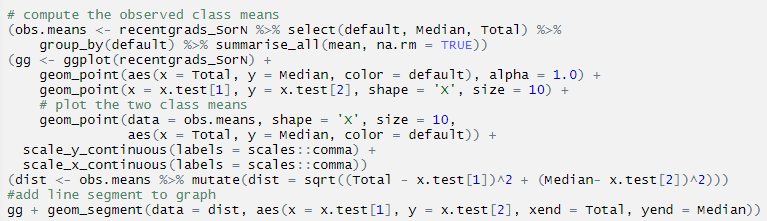 # compute the observed class means
(obs.means <- recentgrads_SorN %>% select(default, Median, Total) %>%
    group_by(default) %>% summarise_all(mean, na.rm = TRUE))
(gg <- ggplot(recentgrads_SorN) +
    geom_point(aes(x = Total, y = Median, color = default), alpha = 1.0) +
    geom_point(x = x.test[1], y = x.test[2], shape = 'X', size = 10) +
    # plot the two class means
    geom_point(data = obs.means, shape = 'X', size = 10,
               aes(x = Total, y = Median, color = default)) +
  scale_y_continuous(labels = scales::comma) +
  scale_x_continuous(labels = scales::comma))
(dist <- obs.means %>% mutate(dist = sqrt((Total - x.test[1])^2 + (Median- x.test[2])^2)))
#add line segment to graph
gg + geom_segment(data = dist, aes(x = x.test[1], y = x.test[2], xend = Total, yend = Median))